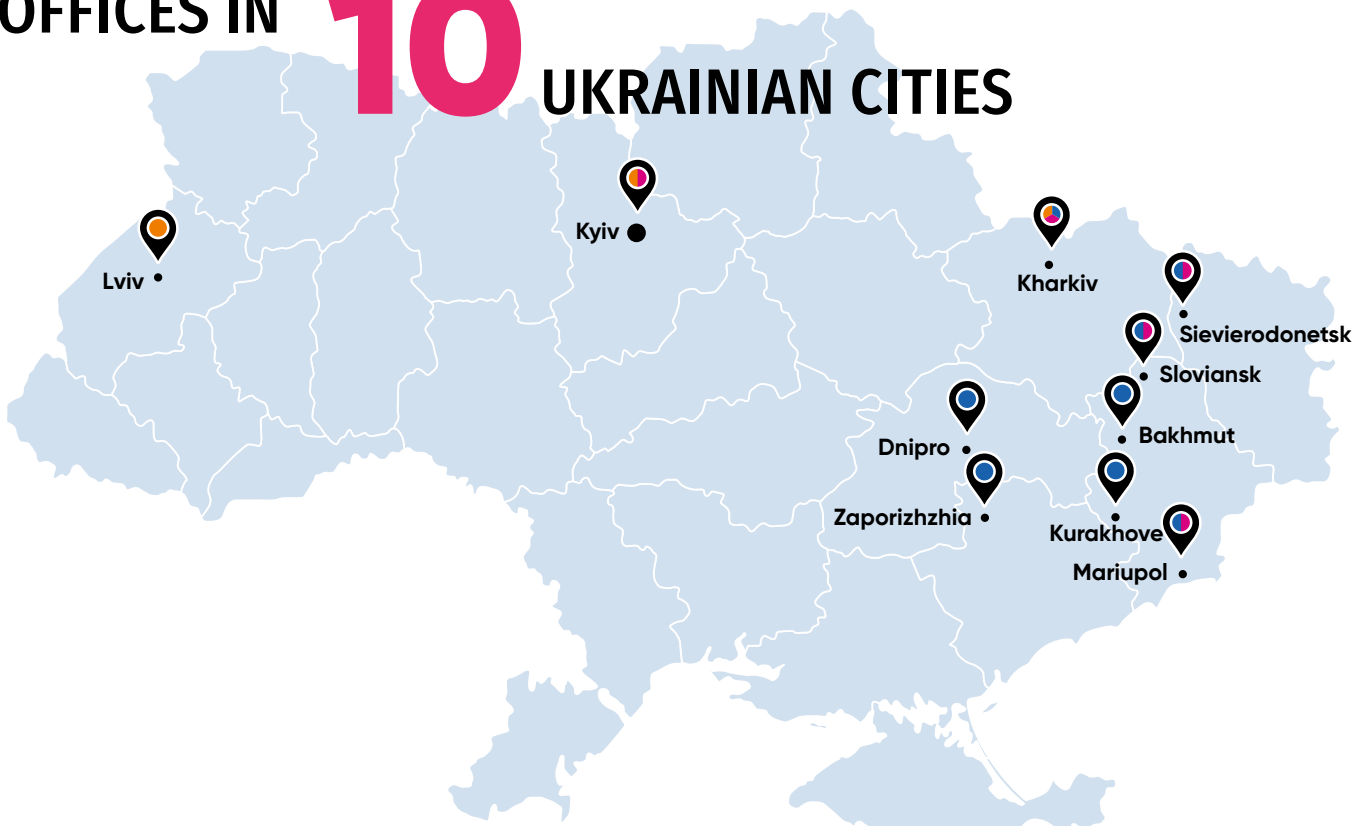 OFFICES IN
10
UKRAINIAN CITIES
Kyiv
Lviv
Kharkiv
Sievierodonetsk
Sloviansk
Bakhmut
Dnipro
Zaporizhzhia
Kurakhove
Mariupol